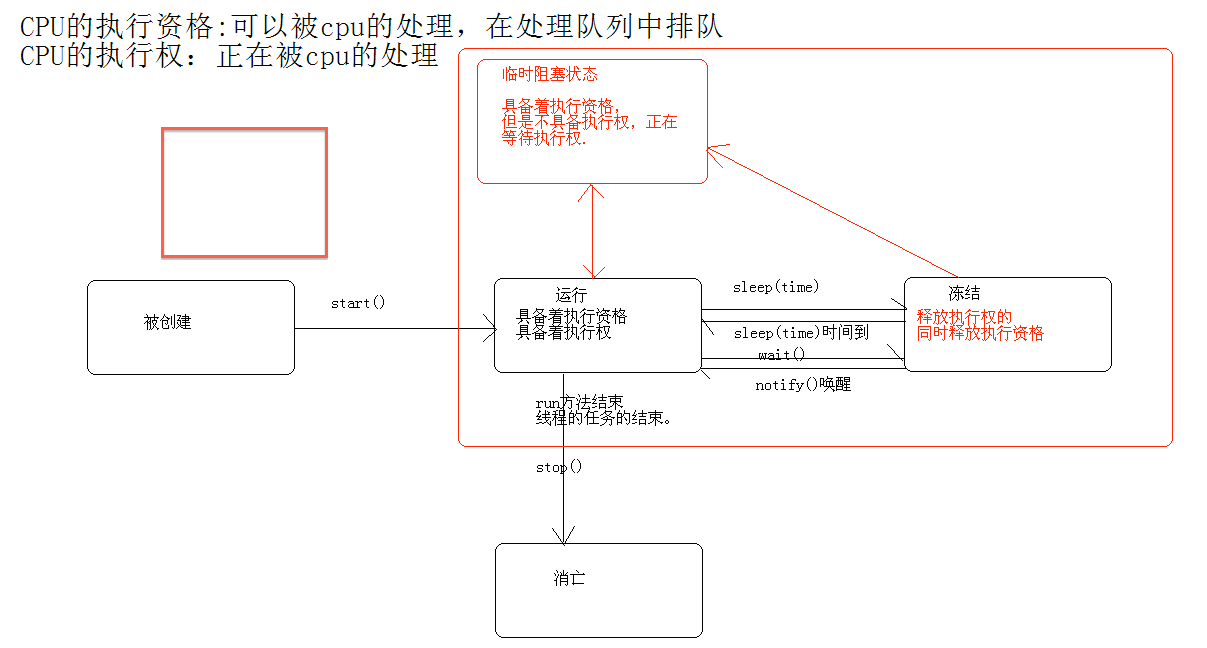 CPU的执行资格:可以被cpu的处理，在处理队列中排队
CPU的执行权：正在被cpu的处理
临时阻塞状态
具备着执行资格，
但是不具备执行权，正在
等待执行权.
被创建
start()
运行
具备着执行资格
具备着执行权
sleep(time)
sleep(time)时间到
wait()
notify()唤醒
冻结
释放执行权的
同时释放执行资格
run方法结束
线程的任务的结束。
stop()
消亡